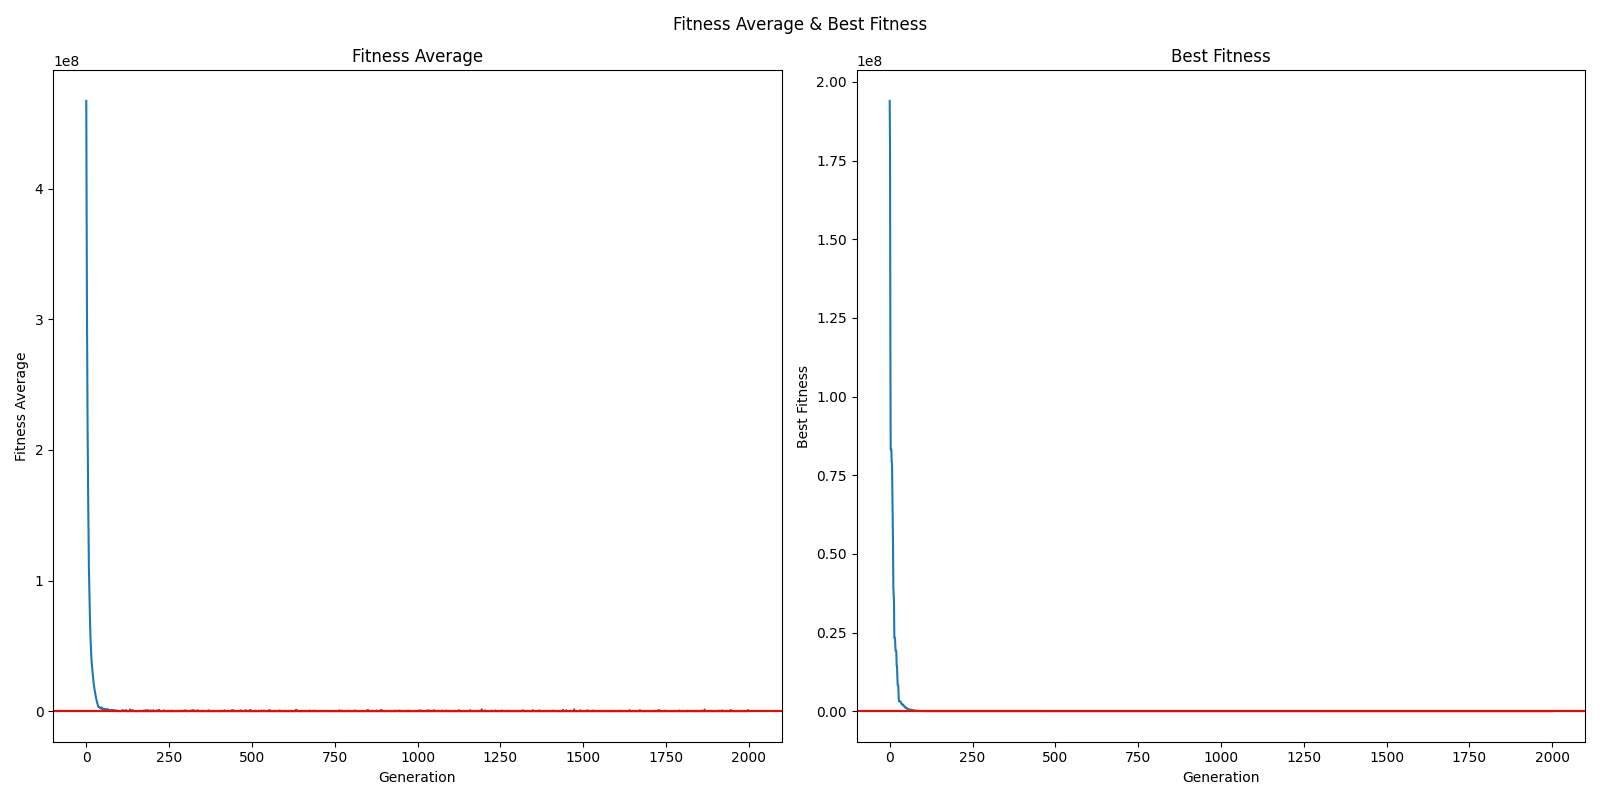 Fitness Average & Best Fitness
Fitness Average
1e8
4
3
2
1
0
Fitness Average
0 250 500 750 1000 1250 1500 1750 2000
Generation
Best Fitness
1e8
2.00
1.75
1.50
1.25
1.00
0.75
0.50
0.25
0.00
Best Fitness
0 250 500 750 1000 1250 1500 1750 2000
Generation